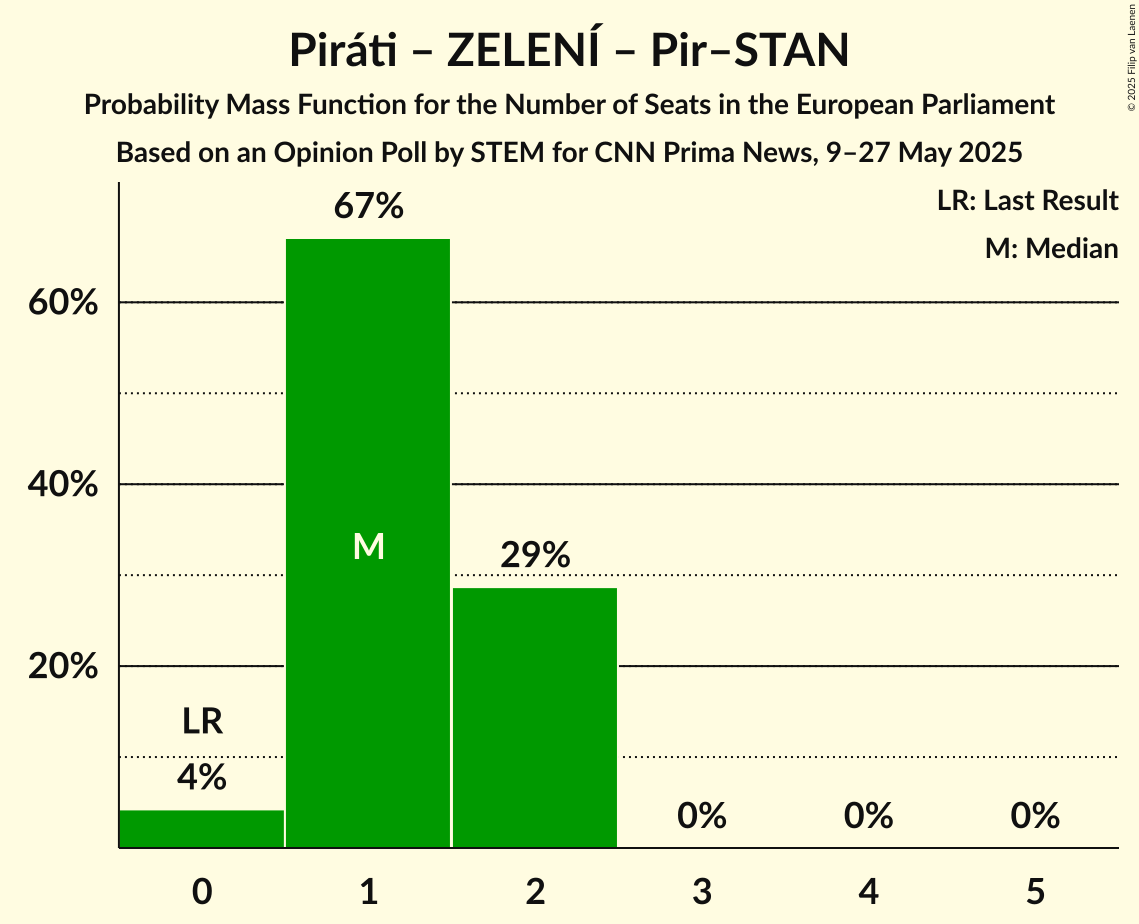 Piráti – ZELENÍ – Pir–STAN
Probability Mass Function for the Number of Seats in the European Parliament
Based on an Opinion Poll by STEM for CNN Prima News, 9–27 May 2025
© 2025 Filip van Laenen
LR: Last Result
M: Median
67%
60%
M
29%
40%
20%
LR
4%
0%
0%
0%
0
1
2
3
4
5